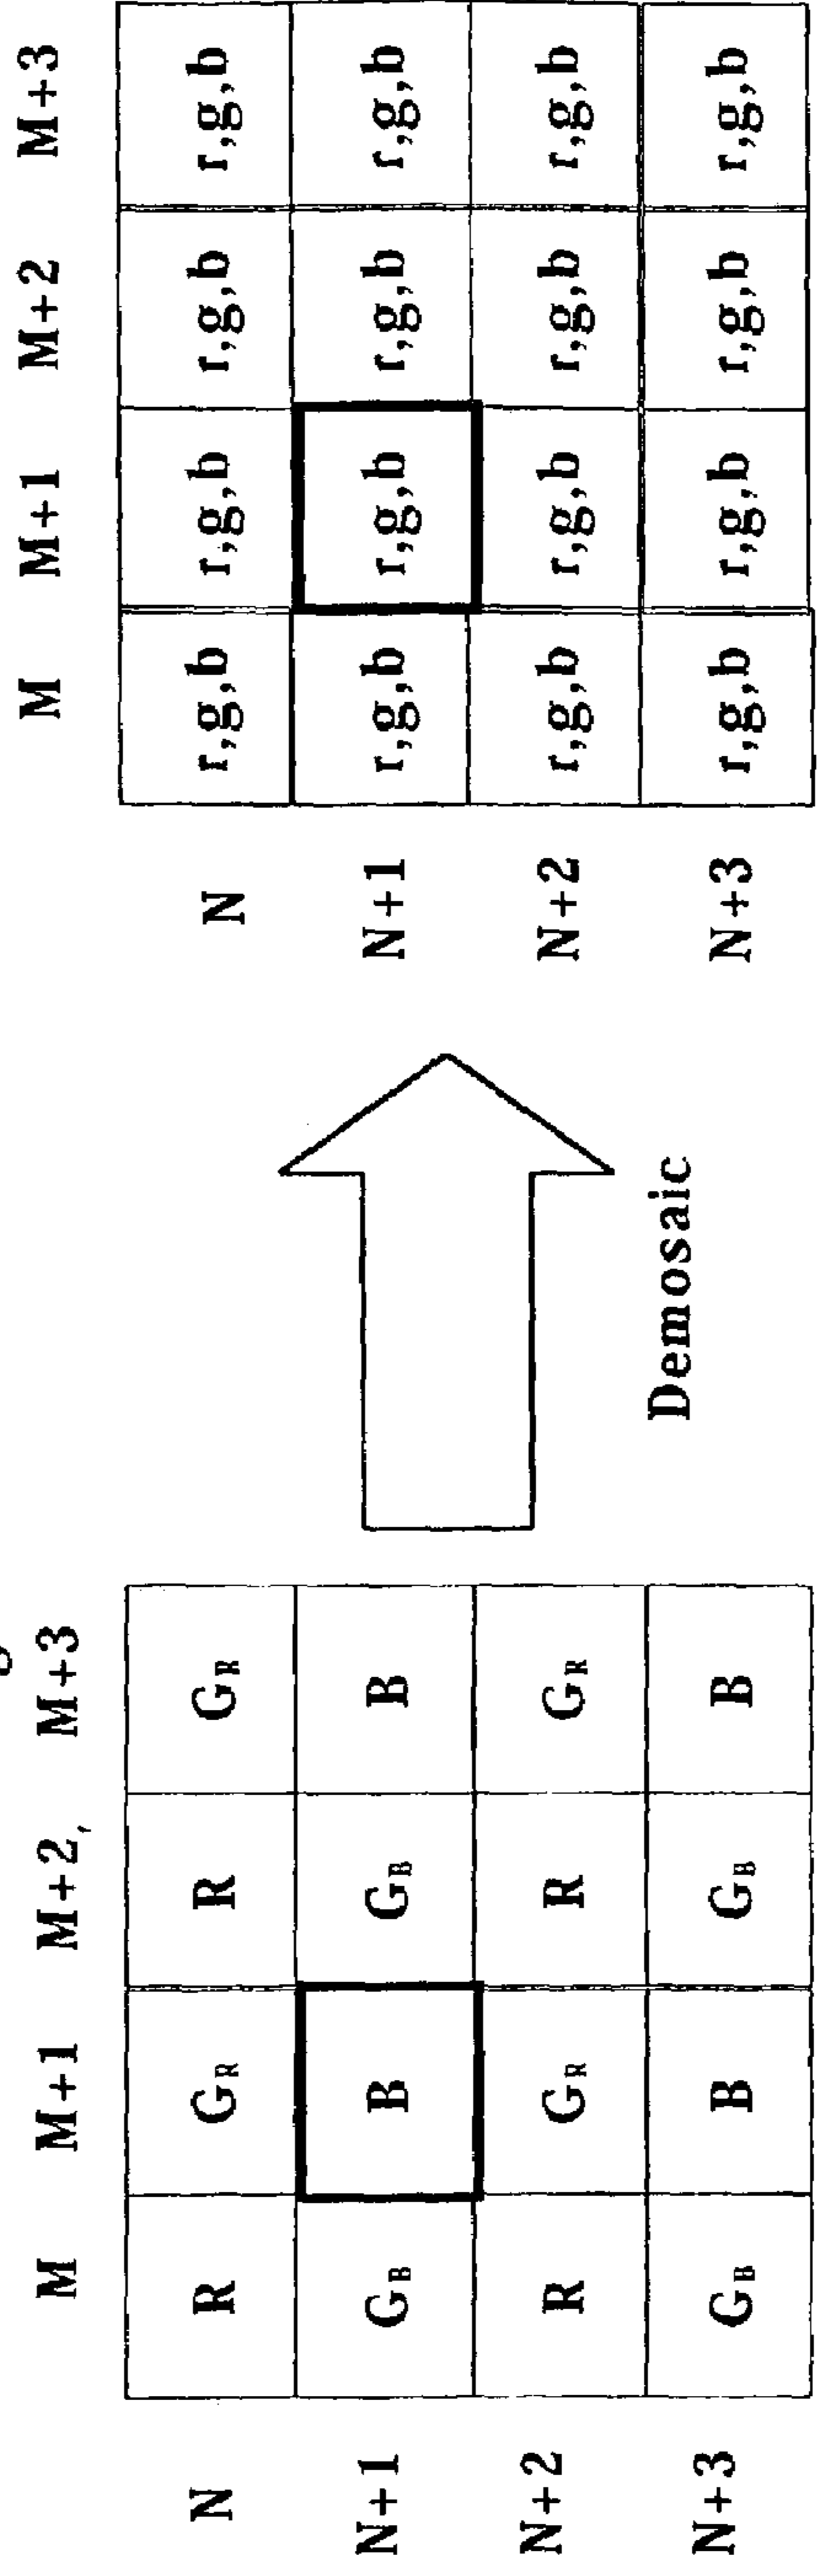 M M+1 M+2, M+3
N R GR R GR
N+1 GB B GB B
N+2 R GR R GR
N+3 GB B GB B
Demosaic
M M+1 M+2 M+3
N r,g,b r,g,b r,g,b r,g,b
N+1 r,g,b r,g,b r,g,b r,g,b
N+2 r,g,b r,g,b r,g,b r,g,b
N+3 r,g,b r,g,b r,g,b r,g,b